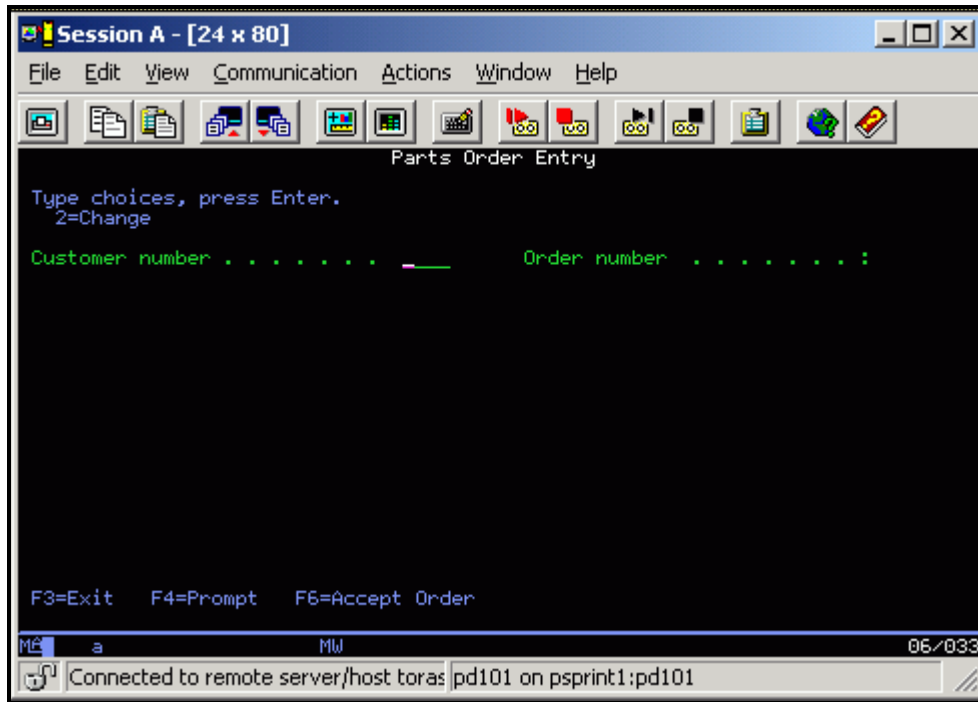 Session A - [24 x 80]
File Edit View Communication Actions Window Help
Parts Order Entry
Type choices, press Enter.
2=Change
Customer number . . . . . . . ____ Order number . . . . . . . :
F3=Exit F4=Prompt F6=Accept Order
MA a MW 06/033
Connected to remote server/host toras pd101 on psprint1:pd101